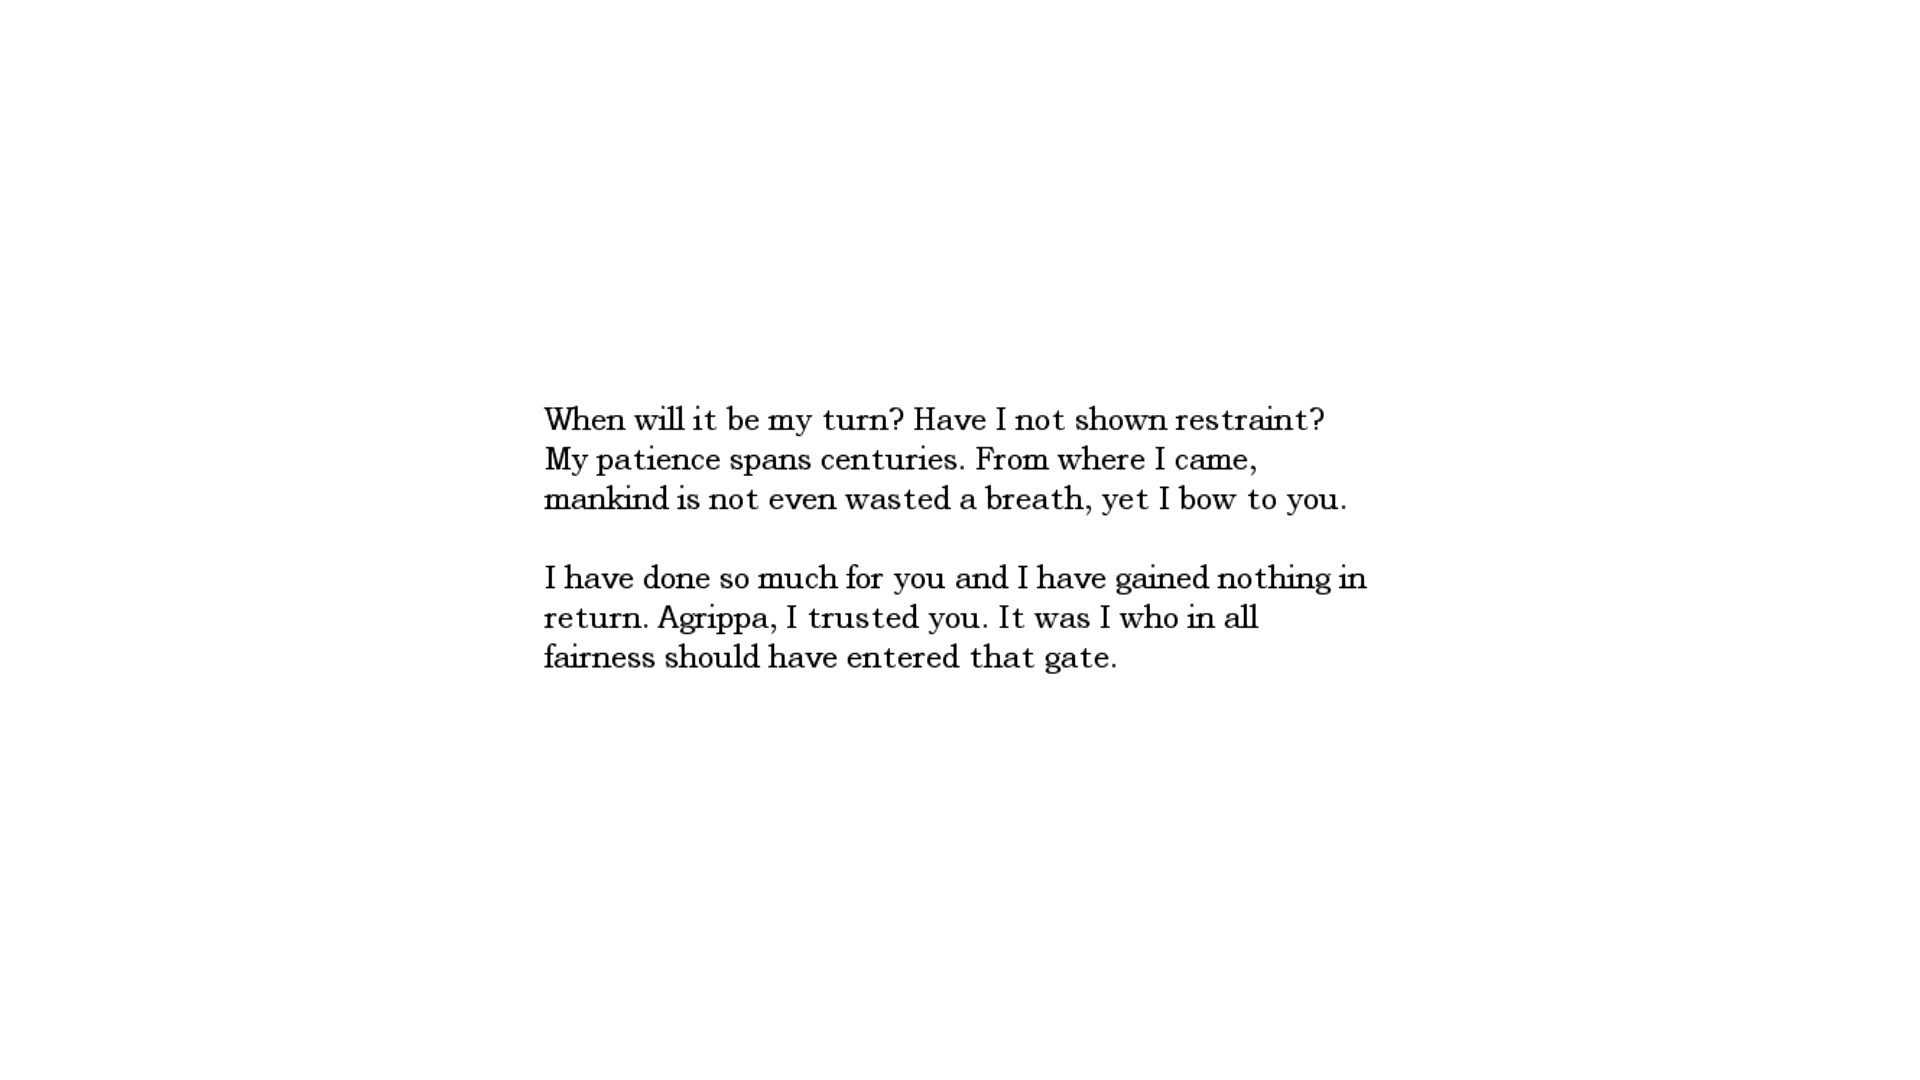 When will it be my turn? Have I not shown restraint?
My patience spans centuries. From where I came,
mankind is not even wasted a breath, yet I bow to you.
I have done so much for you and I have gained nothing in
return. Agrippa, I trusted you. It was I who in all
fairness should have entered that gate.